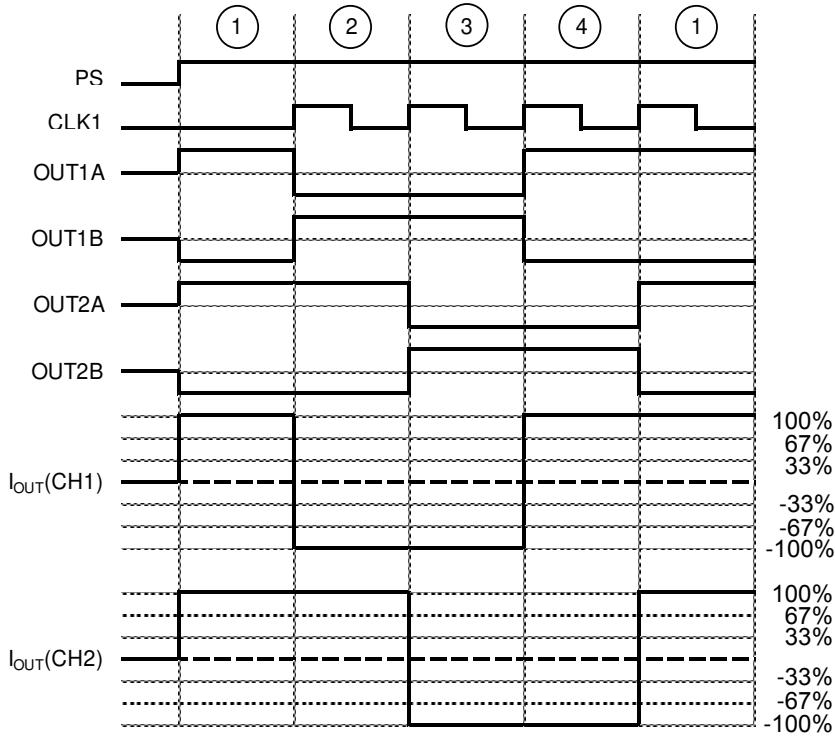 1 2 3 4 1
PS
CLK1
OUT1A
OUT1B
OUT2A
OUT2B
100%
67%
33%
IOUT(CH1)
-33%
-67%
-100%
100%
67%
33%
IOUT(CH2)
-33%
-67%
-100%